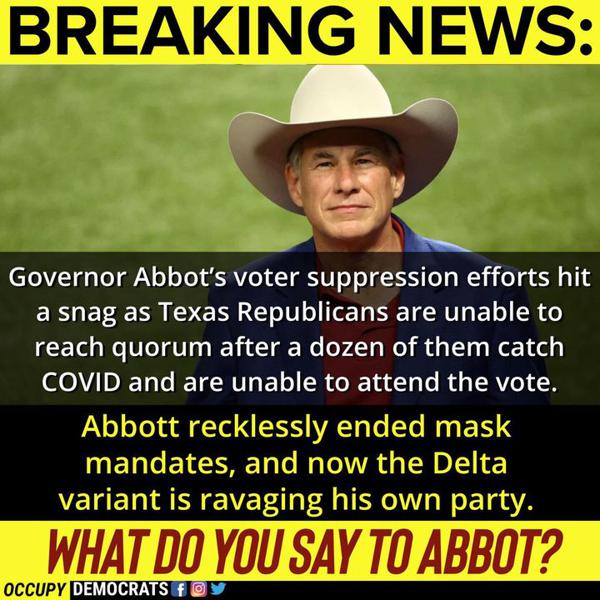 BREAKING NEWS:
Governor Abbot's voter suppression efforts hit
a snag as Texas Republicans are unable to
reach quorum after a dozen of them catch
COVID and are unable to attend the vote.
Abbott recklessly ended mask
mandates, and now the Delta
variant is ravaging his own party.
WHAT DO YOU SAY TO ABBOT?
OCCUPY DEMOCRATS